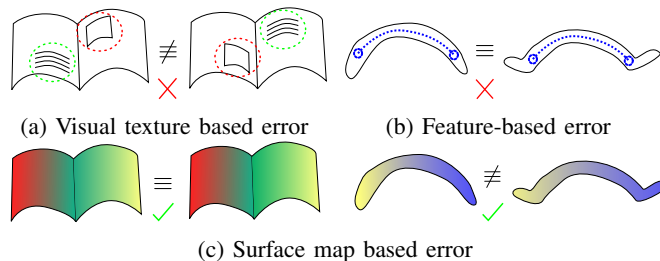 ≢
≡
(a) Visual texture based error
(b) Feature-based error
≡
≢
(c) Surface map based error